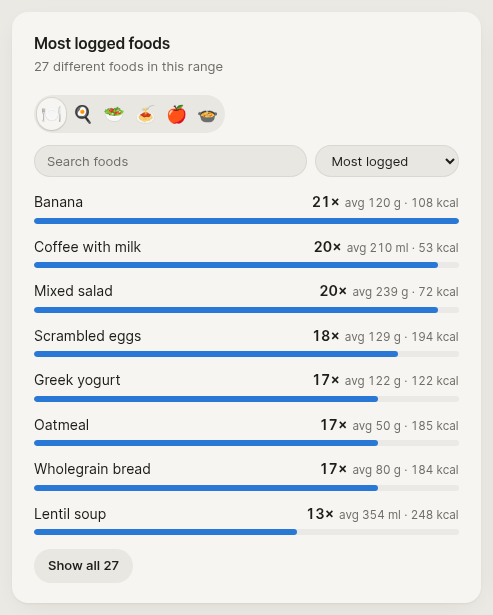 Most logged foods
27 different foods in this range
Search foods
Most logged
Banana 21× avg 120 g · 108 kcal
Coffee with milk 20× avg 210 ml · 53 kcal
Mixed salad 20× avg 239 g · 72 kcal
Scrambled eggs 18× avg 129 g · 194 kcal
Greek yogurt 17× avg 122 g · 122 kcal
Oatmeal 17× avg 50 g · 185 kcal
Wholegrain bread 17× avg 80 g · 184 kcal
Lentil soup 13× avg 354 ml · 248 kcal
Show all 27